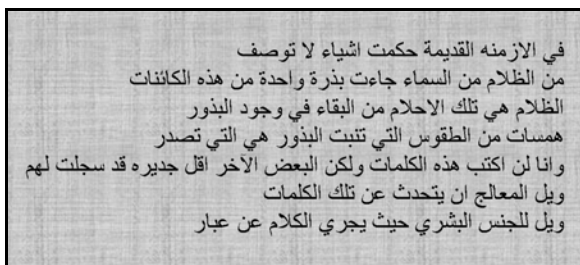 في الازمنه القديمة حكمت اشياء لا توصف
من الظلام من السماء جاءت بذرة واحدة من هذه الكائنات
الظلام هي تلك الاحلام من البقاء في وجود البذور
همسات من الطقوس التي تنبت البذور هي التي تصدر
وانا لن اكتب هذه الكلمات ولكن البعض الآخر اقل جديره قد سجلت لهم
ويل المعالج ان يتحدث عن تلك الكلمات
ويل للجنس البشري حيث يجري الكلام عن عبار